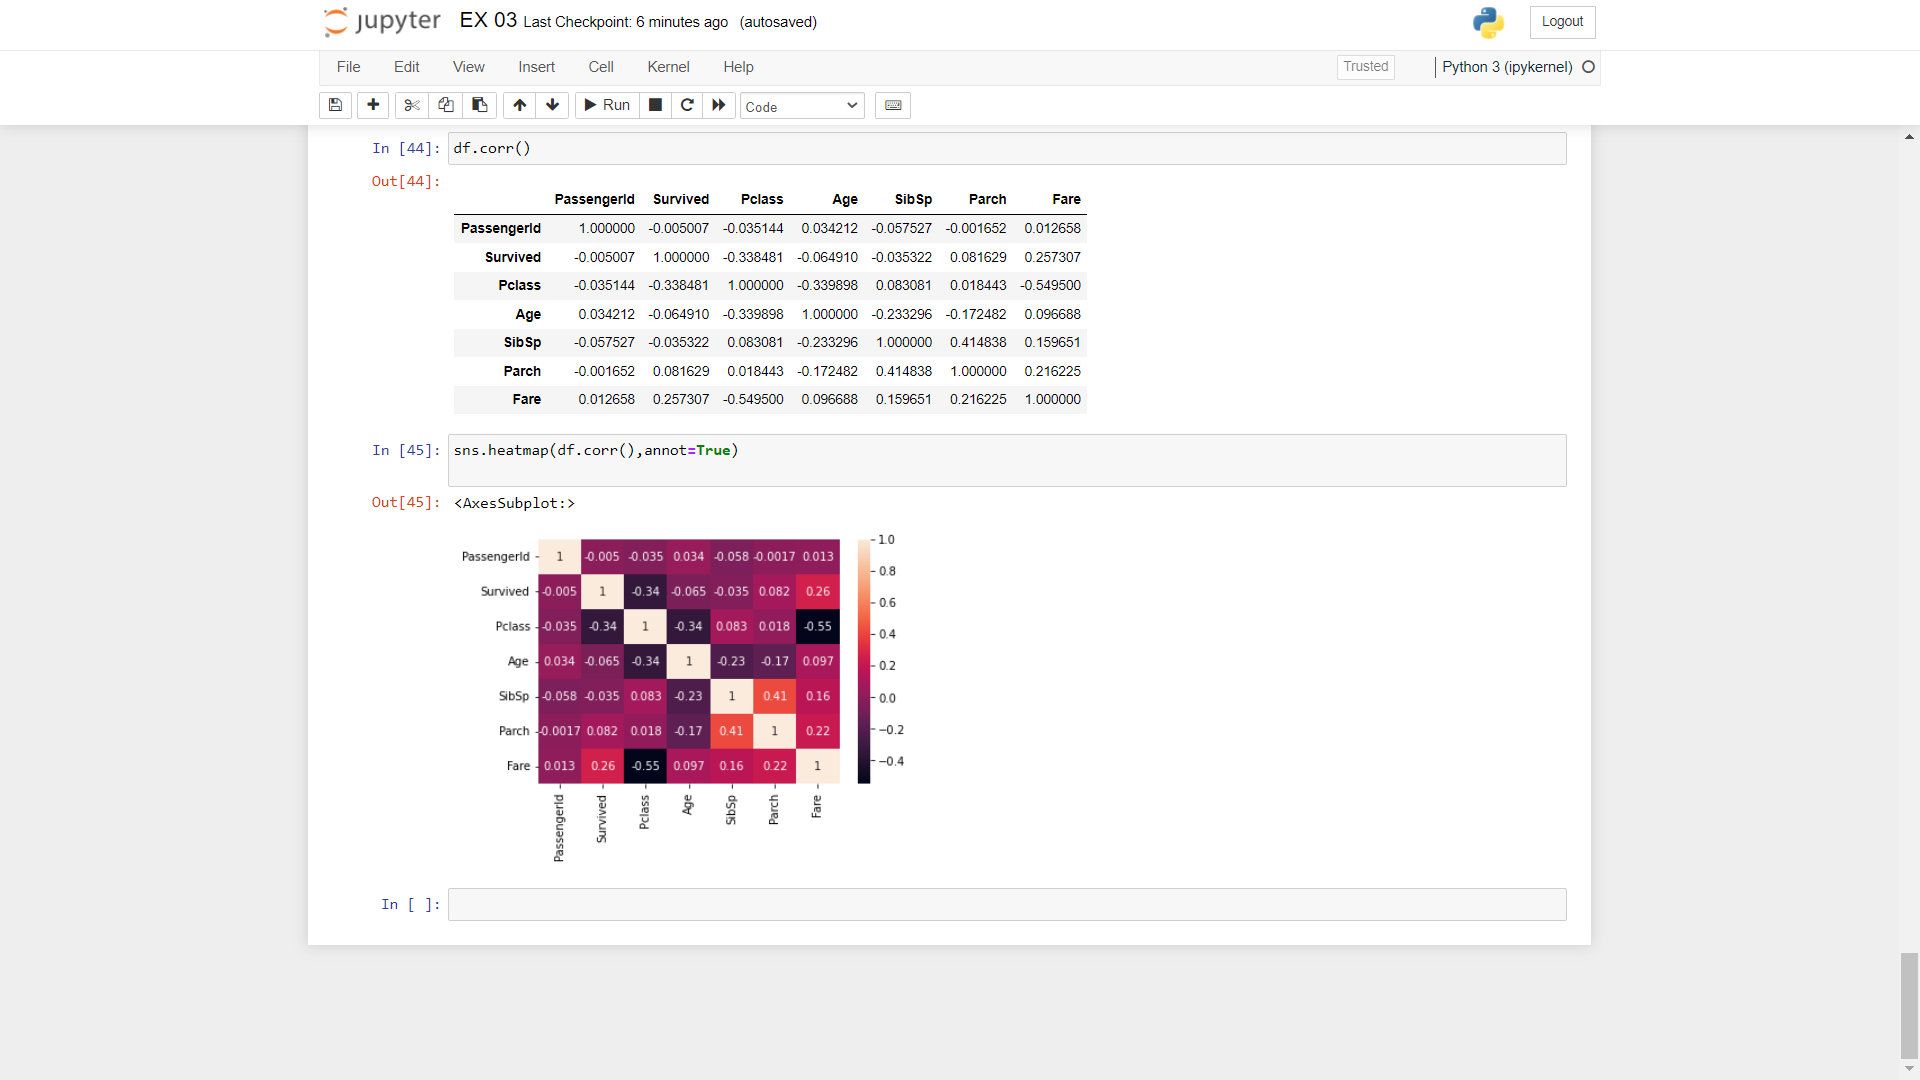 jupyter EX 03 Last Checkpoint: 6 minutes ago (autosaved) Logout
File Edit View Insert Cell Kernel Help Trusted Python 3 (ipykernel)
Run Code
In [44]: df.corr()
Out[44]:
PassengerId Survived Pclass Age SibSp Parch Fare
PassengerId 1.000000 -0.005007 -0.035144 0.034212 -0.057527 -0.001652 0.012658
Survived -0.005007 1.000000 -0.338481 -0.064910 -0.035322 0.081629 0.257307
Pclass -0.035144 -0.338481 1.000000 -0.339898 0.083081 0.018443 -0.549500
Age 0.034212 -0.064910 -0.339898 1.000000 -0.233296 -0.172482 0.096688
SibSp -0.057527 -0.035322 0.083081 -0.233296 1.000000 0.414838 0.159651
Parch -0.001652 0.081629 0.018443 -0.172482 0.414838 1.000000 0.216225
Fare 0.012658 0.257307 -0.549500 0.096688 0.159651 0.216225 1.000000
In [45]: sns.heatmap(df.corr(),annot=True)
Out[45]: <AxesSubplot:>
PassengerId 1 -0.005 -0.035 0.034 -0.058 -0.0017 0.013
Survived -0.005 1 -0.34 -0.065 -0.035 0.082 0.26
Pclass -0.035 -0.34 1 -0.34 0.083 0.018 -0.55
Age 0.034 -0.065 -0.34 1 -0.23 -0.17 0.097
SibSp -0.058 -0.035 0.083 -0.23 1 0.41 0.16
Parch -0.0017 0.082 0.018 -0.17 0.41 1 0.22
Fare 0.013 0.26 -0.55 0.097 0.16 0.22 1
PassengerId Survived Pclass Age SibSp Parch Fare
1.0
0.8
0.6
0.4
0.2
0.0
−0.2
−0.4
In [ ]: